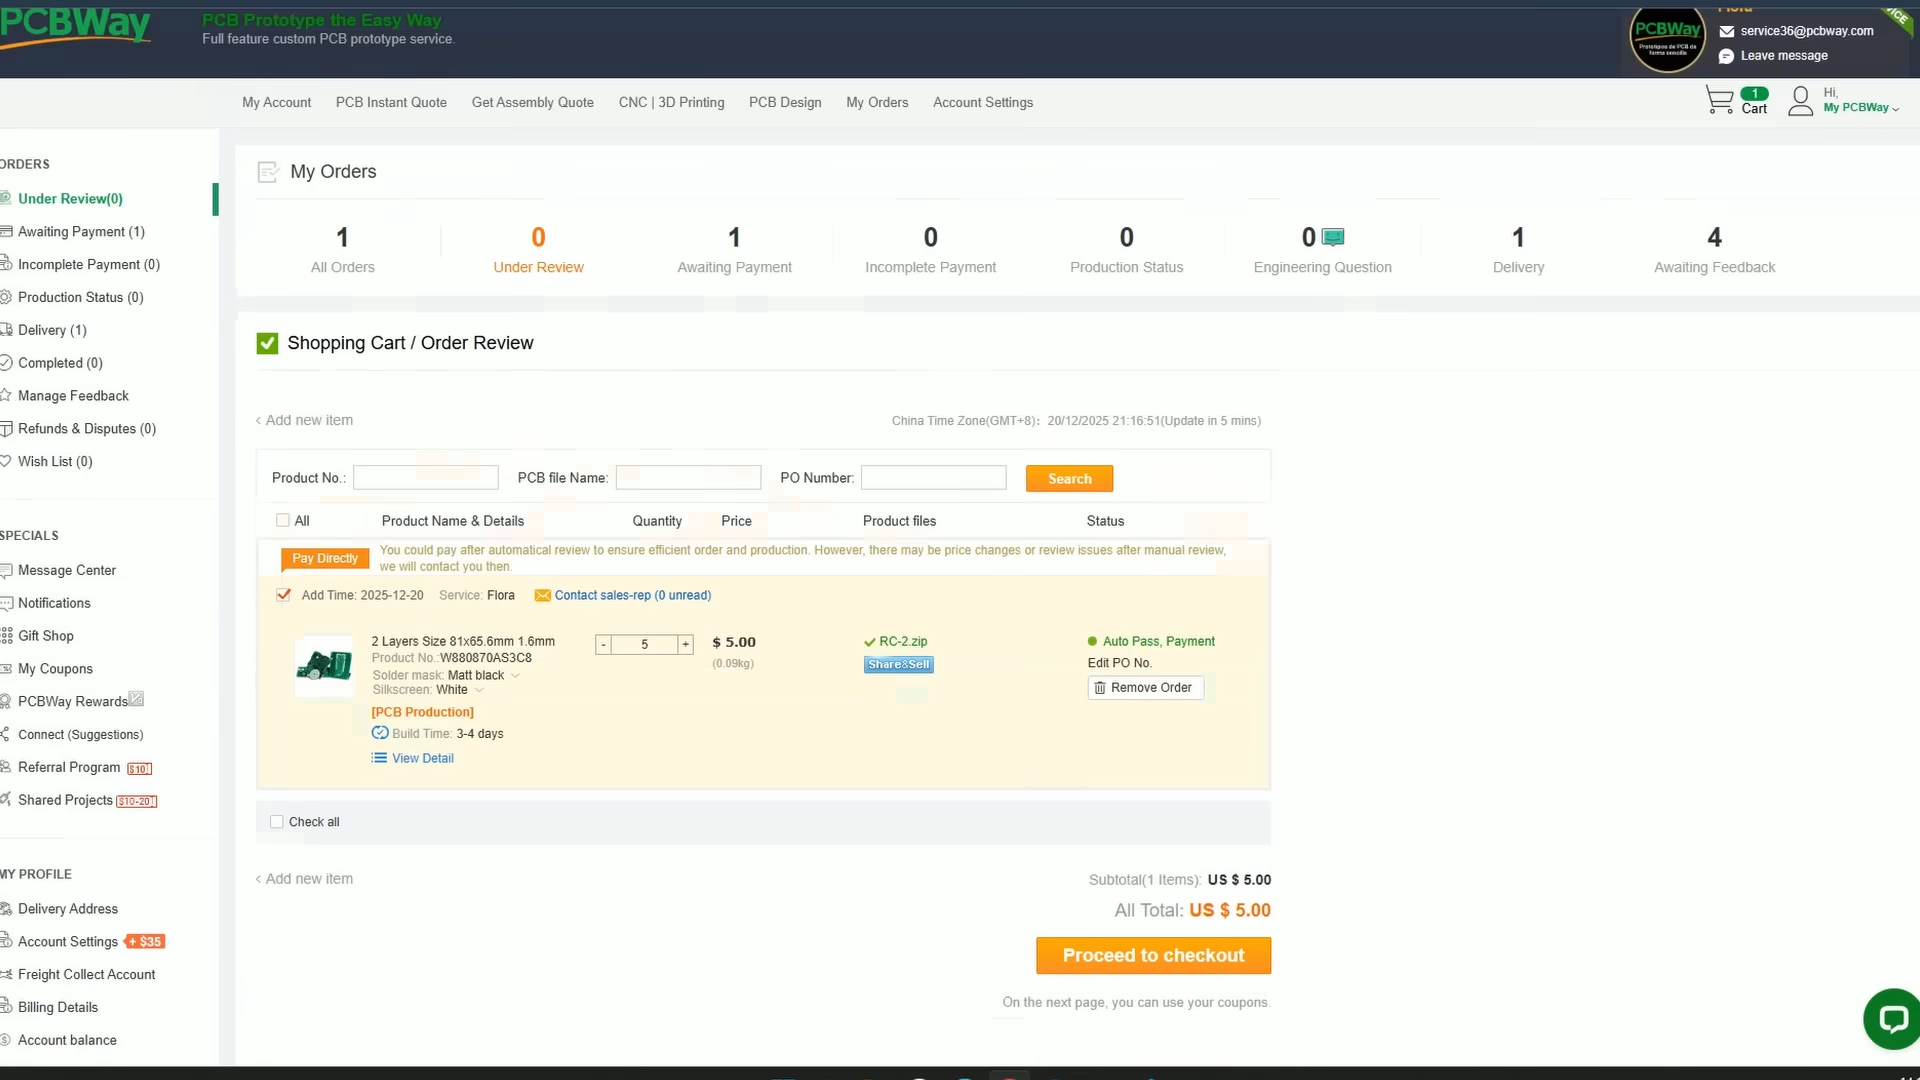 PCBWay
PCB Prototype the Easy Way
Full feature custom PCB prototype service.
PCBWay
service36@pcbway.com
Leave message
My Account
PCB Instant Quote
Get Assembly Quote
CNC | 3D Printing
PCB Design
My Orders
Account Settings
1
Cart
Hi,
My PCBWay
ORDERS
Under Review(0)
Awaiting Payment (1)
Incomplete Payment (0)
Production Status (0)
Delivery (1)
Completed (0)
Manage Feedback
Refunds & Disputes (0)
Wish List (0)
SPECIALS
Message Center
Notifications
Gift Shop
My Coupons
PCBWay Rewards
Connect (Suggestions)
Referral Program
Shared Projects
MY PROFILE
Delivery Address
Account Settings + $35
Freight Collect Account
Billing Details
Account balance
My Orders
1
All Orders
0
Under Review
1
Awaiting Payment
0
Incomplete Payment
0
Production Status
0
Engineering Question
1
Delivery
4
Awaiting Feedback
Shopping Cart / Order Review
< Add new item
China Time Zone(GMT+8): 20/12/2025 21:16:51(Update in 5 mins)
Product No.:
PCB file Name:
PO Number:
Search
All
Product Name & Details
Quantity
Price
Product files
Status
Pay Directly
You could pay after automatical review to ensure efficient order and production. However, there may be price changes or review issues after manual review,
we will contact you then.
Add Time: 2025-12-20
Service: Flora
Contact sales-rep (0 unread)
2 Layers Size 81x65.6mm 1.6mm
Product No.:W880870AS3C8
Solder mask: Matt black
Silkscreen: White
[PCB Production]
Build Time: 3-4 days
View Detail
- 5 +
$ 5.00
(0.09kg)
RC-2.zip
Share&Sell
Auto Pass, Payment
Edit PO No.
Remove Order
Check all
< Add new item
Subtotal(1 Items): US $ 5.00
All Total: US $ 5.00
Proceed to checkout
On the next page, you can use your coupons.